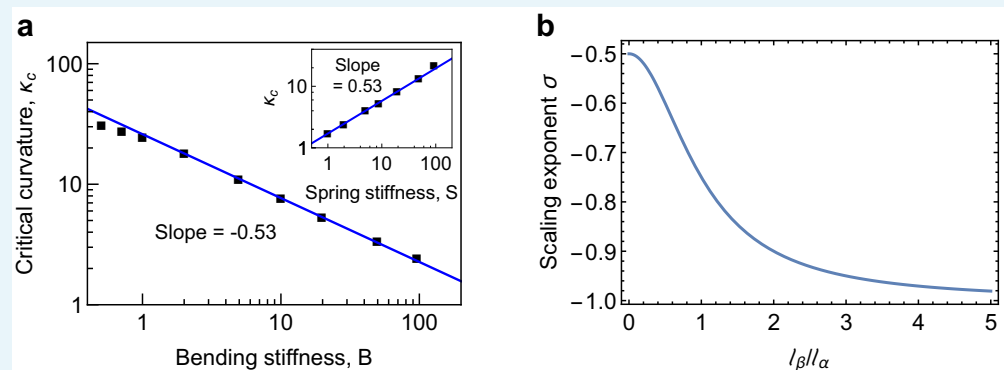 a
100
10
1
1
10
100
Critical curvature, κc
Bending stiffness, B
Slope = -0.53
Slope
= 0.53
10
1
1
10
100
κc
Spring stiffness, S
b
−0.5
−0.6
−0.7
−0.8
−0.9
−1.0
0
1
2
3
4
5
Scaling exponent σ
lβ/lα